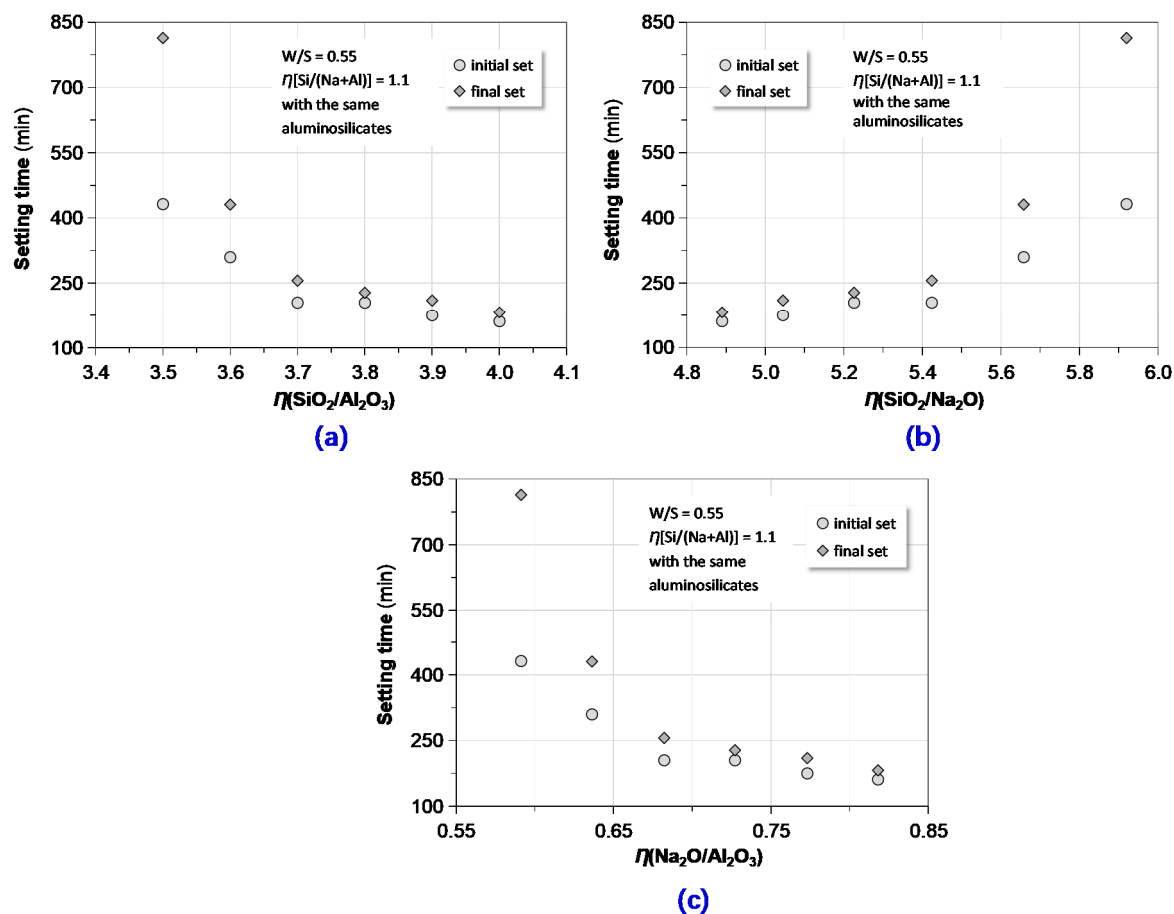 850
700
550
400
250
100
Setting time (min)
W/S = 0.55
η[Si/(Na+Al)] = 1.1
with the same
aluminosilicates
initial set
final set
3.4 3.5 3.6 3.7 3.8 3.9 4.0 4.1
η(SiO₂/Al₂O₃)
(a)
850
700
550
400
250
100
Setting time (min)
initial set
final set
W/S = 0.55
η[Si/(Na+Al)] = 1.1
with the same
aluminosilicates
4.8 5.0 5.2 5.4 5.6 5.8 6.0
η(SiO₂/Na₂O)
(b)
850
700
550
400
250
100
Setting time (min)
W/S = 0.55
η[Si/(Na+Al)] = 1.1
with the same
aluminosilicates
initial set
final set
0.55 0.65 0.75 0.85
η(Na₂O/Al₂O₃)
(c)